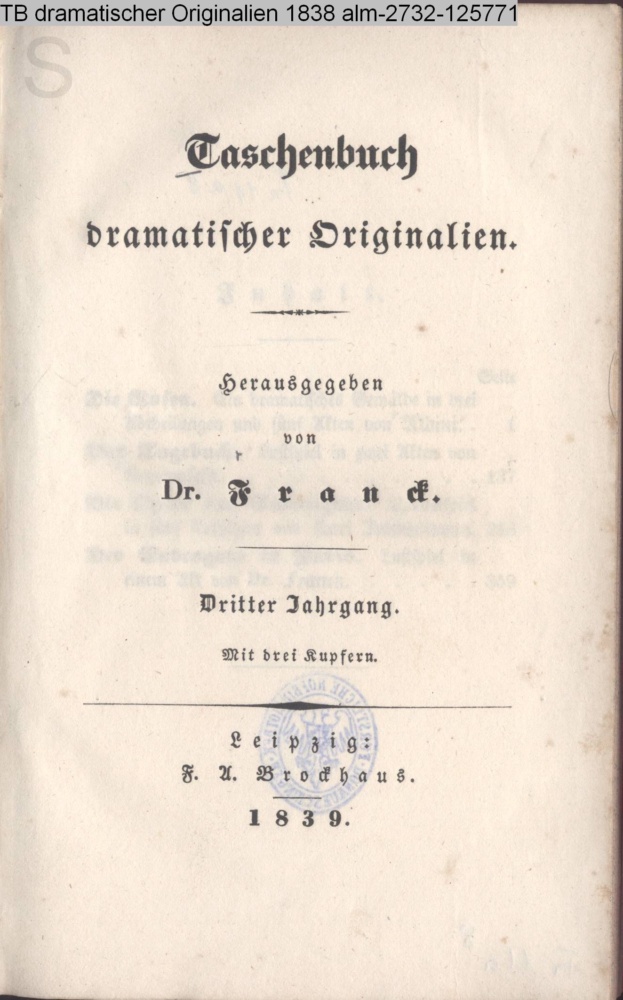 TB dramatischer Originalien 1838 alm-2732-125771
S
Taschenbuch
dramatischer Originalien.
Herausgegeben
von
Dr. Franck.
Dritter Jahrgang.
Mit drei Kupfern.
Leipzig:
F. A. Brockhaus.
1839.